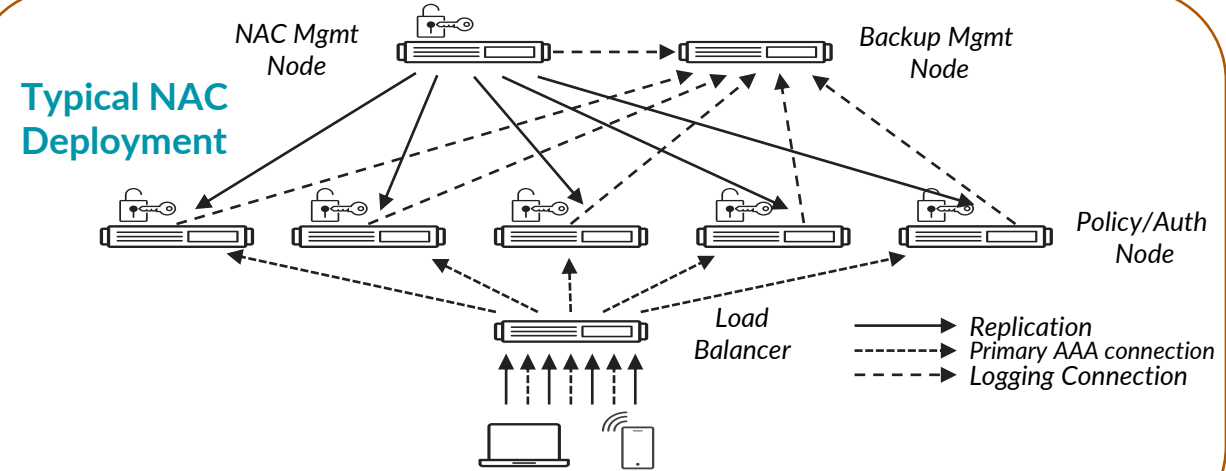 NAC Mgmt
Node
Backup Mgmt
Node
Typical NAC
Deployment
Policy/Auth
Node
Load
Balancer
Replication
Primary AAA connection
Logging Connection